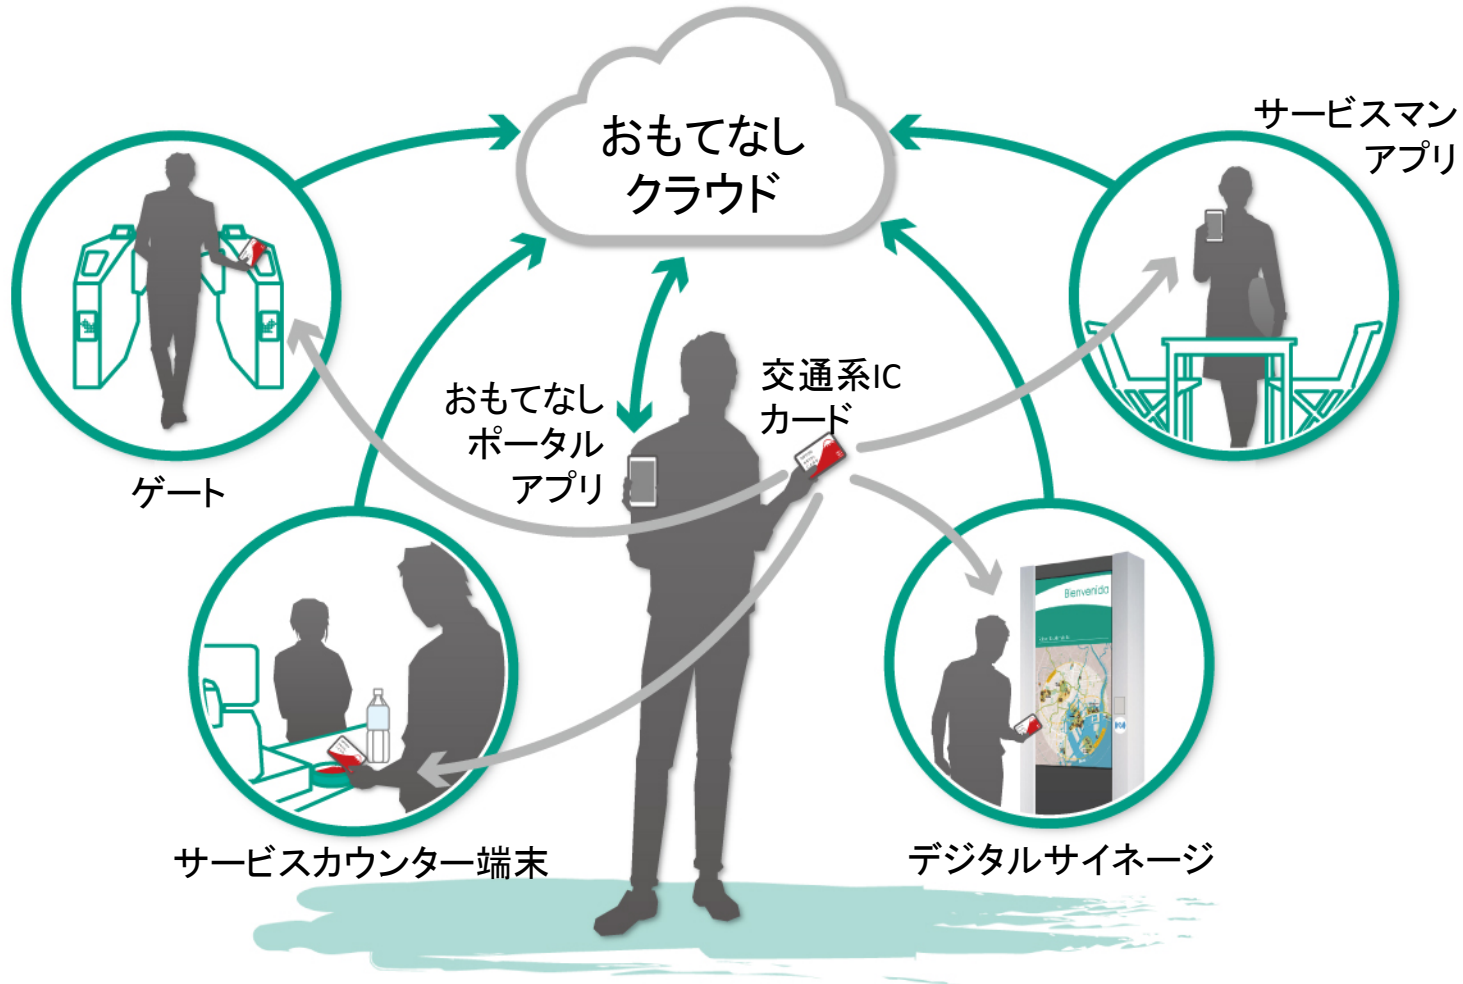 おもてなし
クラウド
サービスマン
アプリ
交通系IC
カード
おもてなし
ポータル
アプリ
ゲート
Bienvenida
サービスカウンター端末
デジタルサイネージ